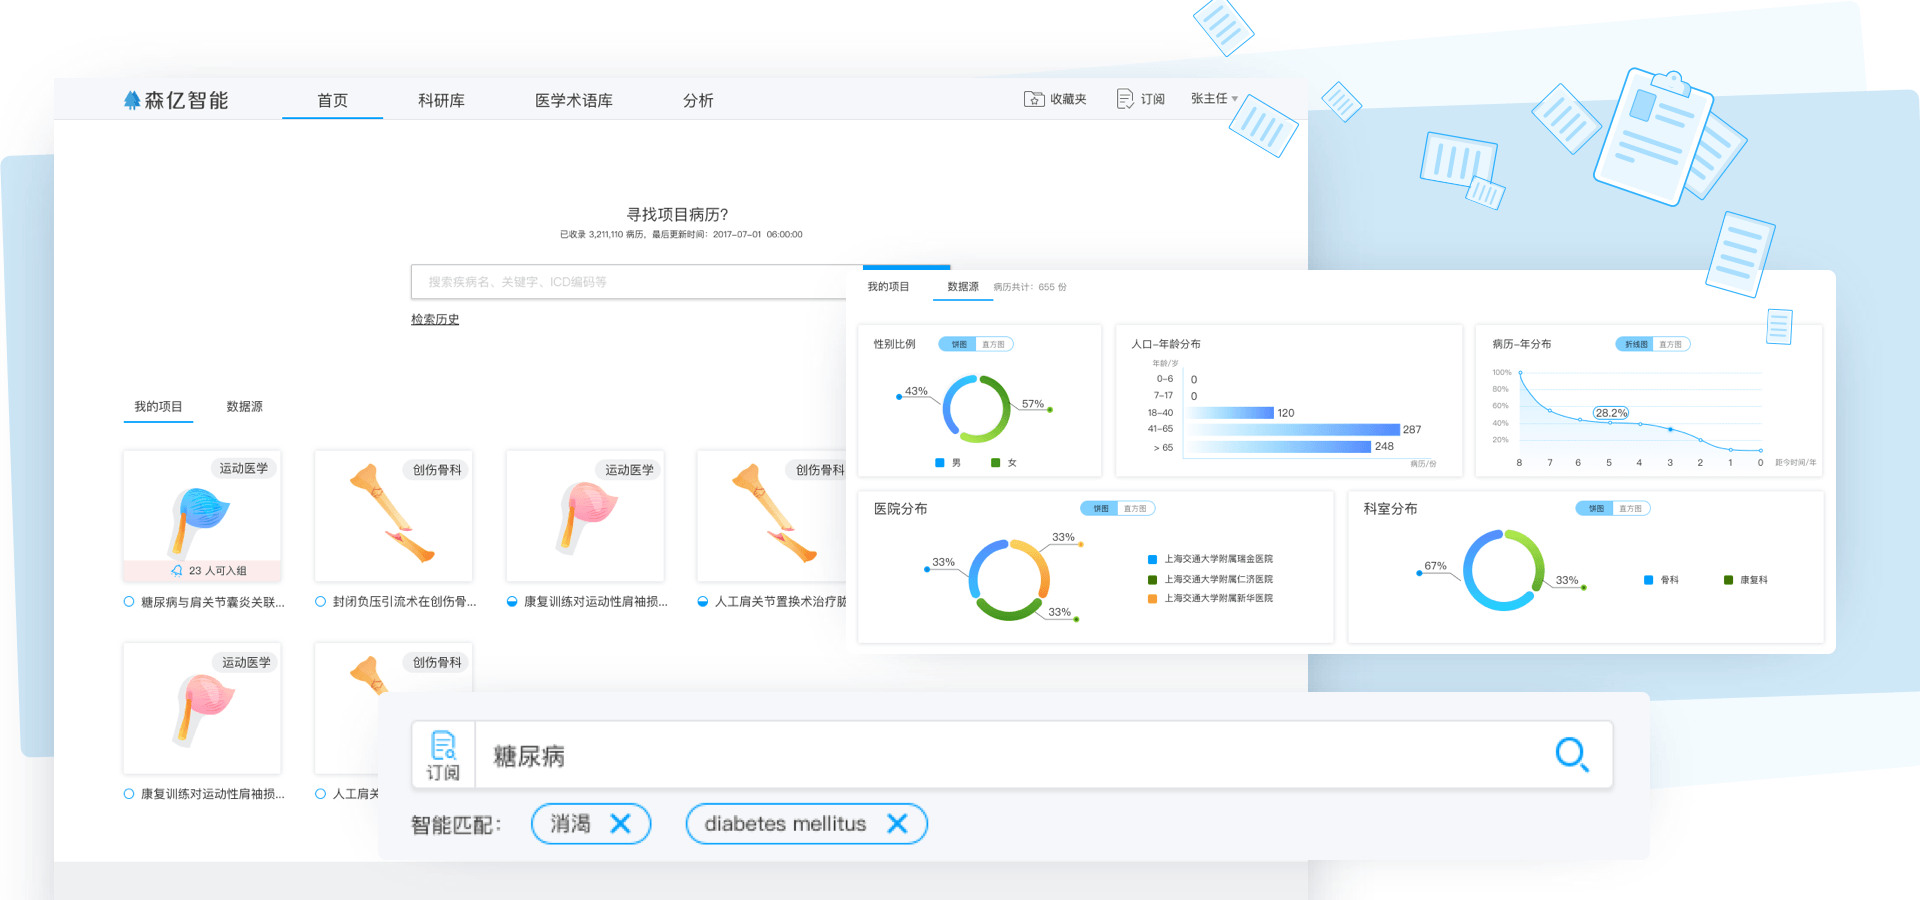 森亿智能
首页
科研库
医学术语库
分析
收藏夹
订阅
张主任
寻找项目病历?
已收录 3,211,110 病历，最后更新时间：2017-07-01 06:00:00
搜索疾病名、关键字、ICD编码等
检索历史
我的项目
数据源
运动医学
23 人可入组
糖尿病与肩关节囊炎关联...
创伤骨科
封闭负压引流术在创伤骨...
运动医学
康复训练对运动性肩袖损...
创伤骨科
人工肩关节置换术治疗肱
运动医学
康复训练对运动性肩袖损...
创伤骨科
人工肩关
我的项目
数据源
病历共计：655 份
性别比例
饼图
直方图
43%
57%
男
女
人口-年龄分布
年龄/岁
0-6 0
7-17 0
18-40 120
41-65 287
> 65 248
病历/份
病历-年分布
折线图
直方图
100%
80%
60%
40%
20%
28.2%
8 7 6 5 4 3 2 1 0
距今时间/年
医院分布
饼图
直方图
33%
33%
33%
上海交通大学附属瑞金医院
上海交通大学附属仁济医院
上海交通大学附属新华医院
科室分布
饼图
直方图
67%
33%
骨科
康复科
订阅
糖尿病
智能匹配：
消渴
diabetes mellitus